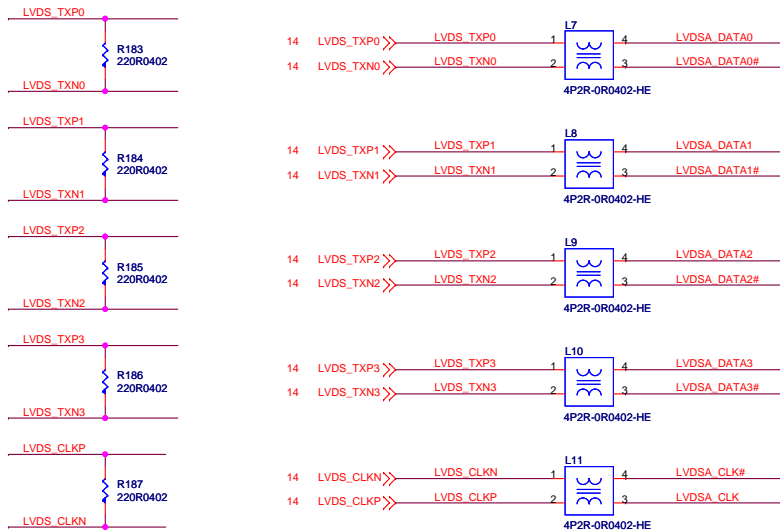 LVDS_TXP0
R183
220R0402
LVDS_TXN0
L7
14 LVDS_TXP0 LVDS_TXP0 1 4 LVDSA_DATA0
14 LVDS_TXN0 LVDS_TXN0 2 3 LVDSA_DATA0#
4P2R-0R0402-HE
LVDS_TXP1
R184
220R0402
LVDS_TXN1
L8
14 LVDS_TXP1 LVDS_TXP1 1 4 LVDSA_DATA1
14 LVDS_TXN1 LVDS_TXN1 2 3 LVDSA_DATA1#
4P2R-0R0402-HE
LVDS_TXP2
R185
220R0402
LVDS_TXN2
L9
14 LVDS_TXP2 LVDS_TXP2 1 4 LVDSA_DATA2
14 LVDS_TXN2 LVDS_TXN2 2 3 LVDSA_DATA2#
4P2R-0R0402-HE
LVDS_TXP3
R186
220R0402
LVDS_TXN3
L10
14 LVDS_TXP3 LVDS_TXP3 1 4 LVDSA_DATA3
14 LVDS_TXN3 LVDS_TXN3 2 3 LVDSA_DATA3#
4P2R-0R0402-HE
LVDS_CLKP
R187
220R0402
LVDS_CLKN
L11
14 LVDS_CLKN LVDS_CLKN 1 4 LVDSA_CLK#
14 LVDS_CLKP LVDS_CLKP 2 3 LVDSA_CLK
4P2R-0R0402-HE